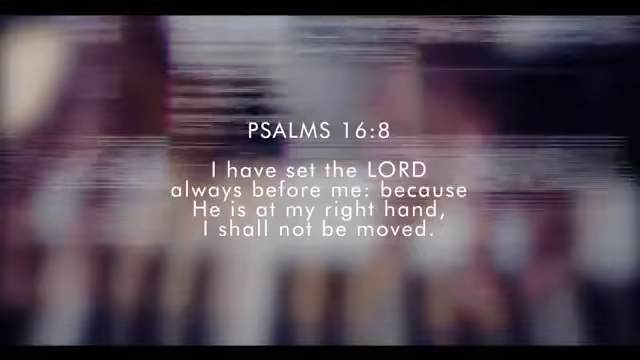 PSALMS 16:8
I have set the LORD
always before me: because
He is at my right hand,
I shall not be moved.